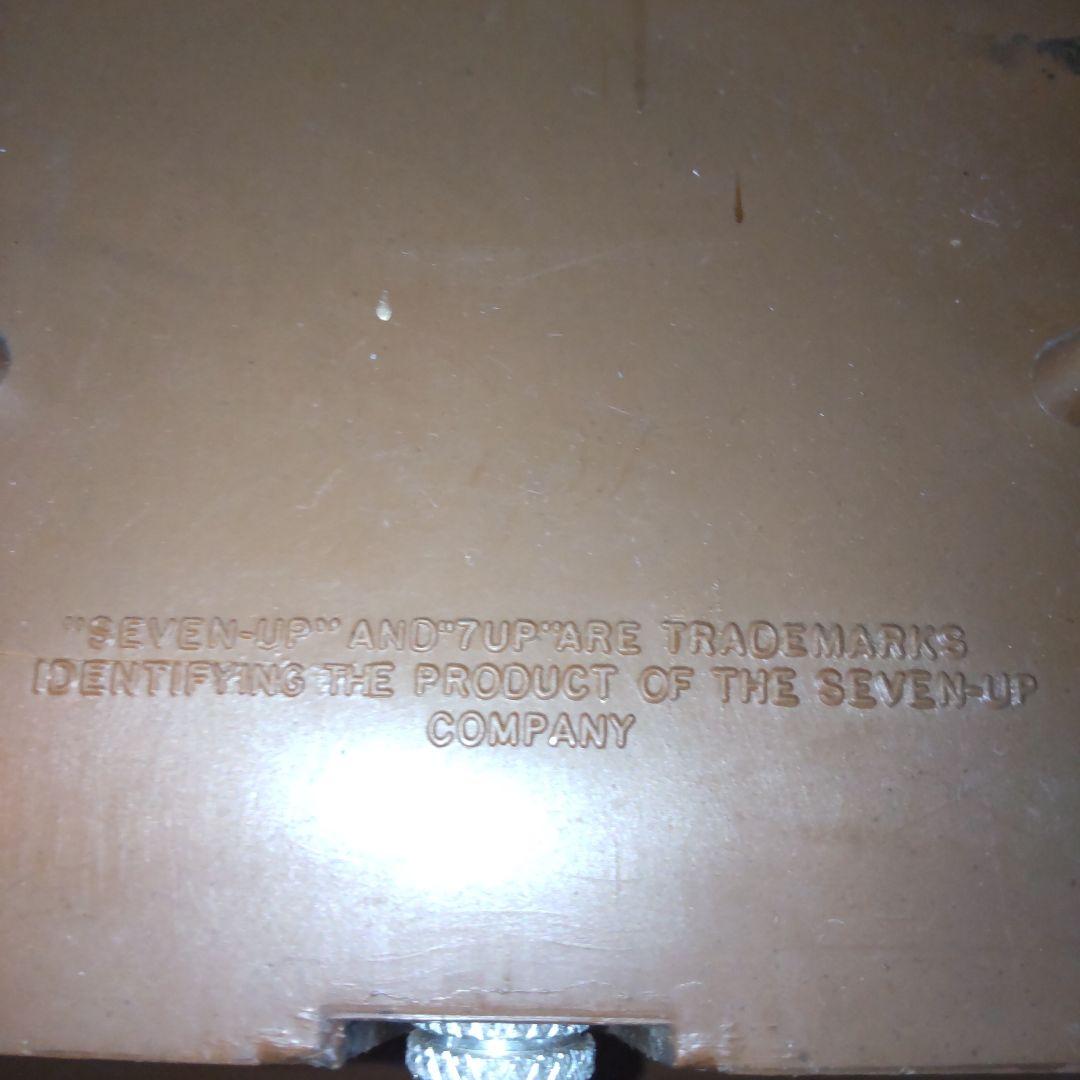 "SEVEN-UP" AND "7UP" ARE TRADEMARKS
IDENTIFYING THE PRODUCT OF THE SEVEN-UP
COMPANY